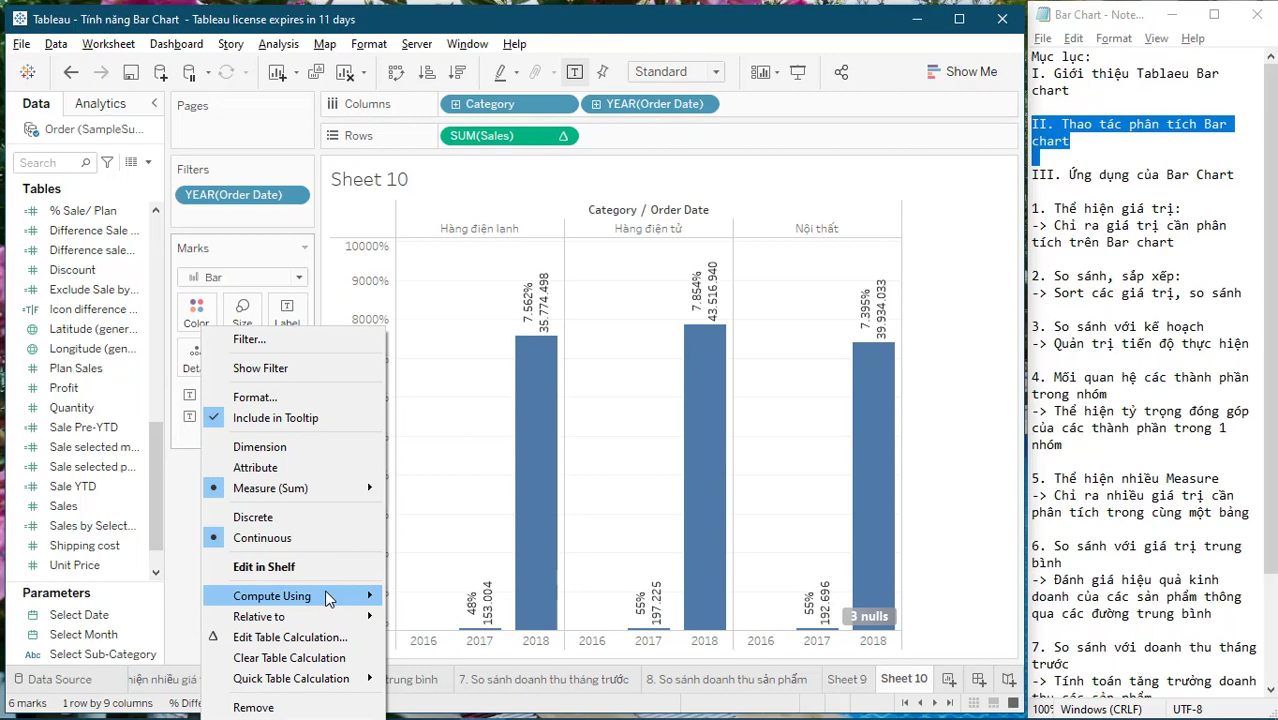 Tableau - Tính năng Bar Chart - Tableau license expires in 11 days
File Data Worksheet Dashboard Story Analysis Map Format Server Window Help
Standard
Show Me
Data Analytics
Order (SampleSu...
Search
Tables
% Sale/ Plan
Difference Sale ...
Difference sale...
Discount
Exclude Sale by...
Icon difference ...
Latitude (gener...
Longitude (gen...
Plan Sales
Profit
Quantity
Sale Pre-YTD
Sale selected m...
Sale selected p...
Sale YTD
Sales
Sales by Select...
Shipping cost
Unit Price
Parameters
Select Date
Select Month
Abc Select Sub-Category
Pages
Filters
YEAR(Order Date)
Marks
Bar
Color Size Label
Columns Category YEAR(Order Date)
Rows SUM(Sales)
Sheet 10
Category / Order Date
Hàng điện lanh Hàng điện tử Nội thất
10000%
9000%
8000%
7.562%
35.774.498
7.854%
43.516.940
7.395%
39.934.033
48%
153.004
55%
197.225
55%
192.696
3 nulls
2016 2017 2018 2016 2017 2018 2016 2017 2018
Filter...
Show Filter
Format...
Include in Tooltip
Dimension
Attribute
Measure (Sum)
Discrete
Continuous
Edit in Shelf
Compute Using
Relative to
Edit Table Calculation...
Clear Table Calculation
Quick Table Calculation
Remove
Data Source hiện nhiều giá trung bình 7. So sánh doanh thu tháng trước 8. So sánh doanh thu sản phẩm Sheet 9 Sheet 10
6 marks 1 row by 9 columns
Bar Chart - Note...
File Edit Format View Help
Mục lục:
I. Giới thiệu Tablaeu Bar
chart
II. Thao tác phân tích Bar
chart
III. Ứng dụng của Bar Chart
1. Thể hiện giá trị:
-> Chỉ ra giá trị cần phân
tích trên Bar chart
2. So sánh, sắp xếp:
-> Sort các giá trị, so sánh
3. So sánh với kế hoạch
-> Quản trị tiến độ thực hiện
4. Mối quan hệ các thành phần
trong nhóm
-> Thể hiện tỷ trọng đóng góp
của các thành phần trong 1
nhóm
5. Thể hiện nhiều Measure
-> Chỉ ra nhiều giá trị cần
phân tích trong cùng một bảng
6. So sánh với giá trị trung
bình
-> Đánh giá hiệu quả kinh
doanh của các sản phẩm thông
qua các đường trung bình
7. So sánh với doanh thu tháng
trước
-> Tính toán tăng trưởng doanh
thu các sản phẩm
100% Windows (CRLF) UTF-8